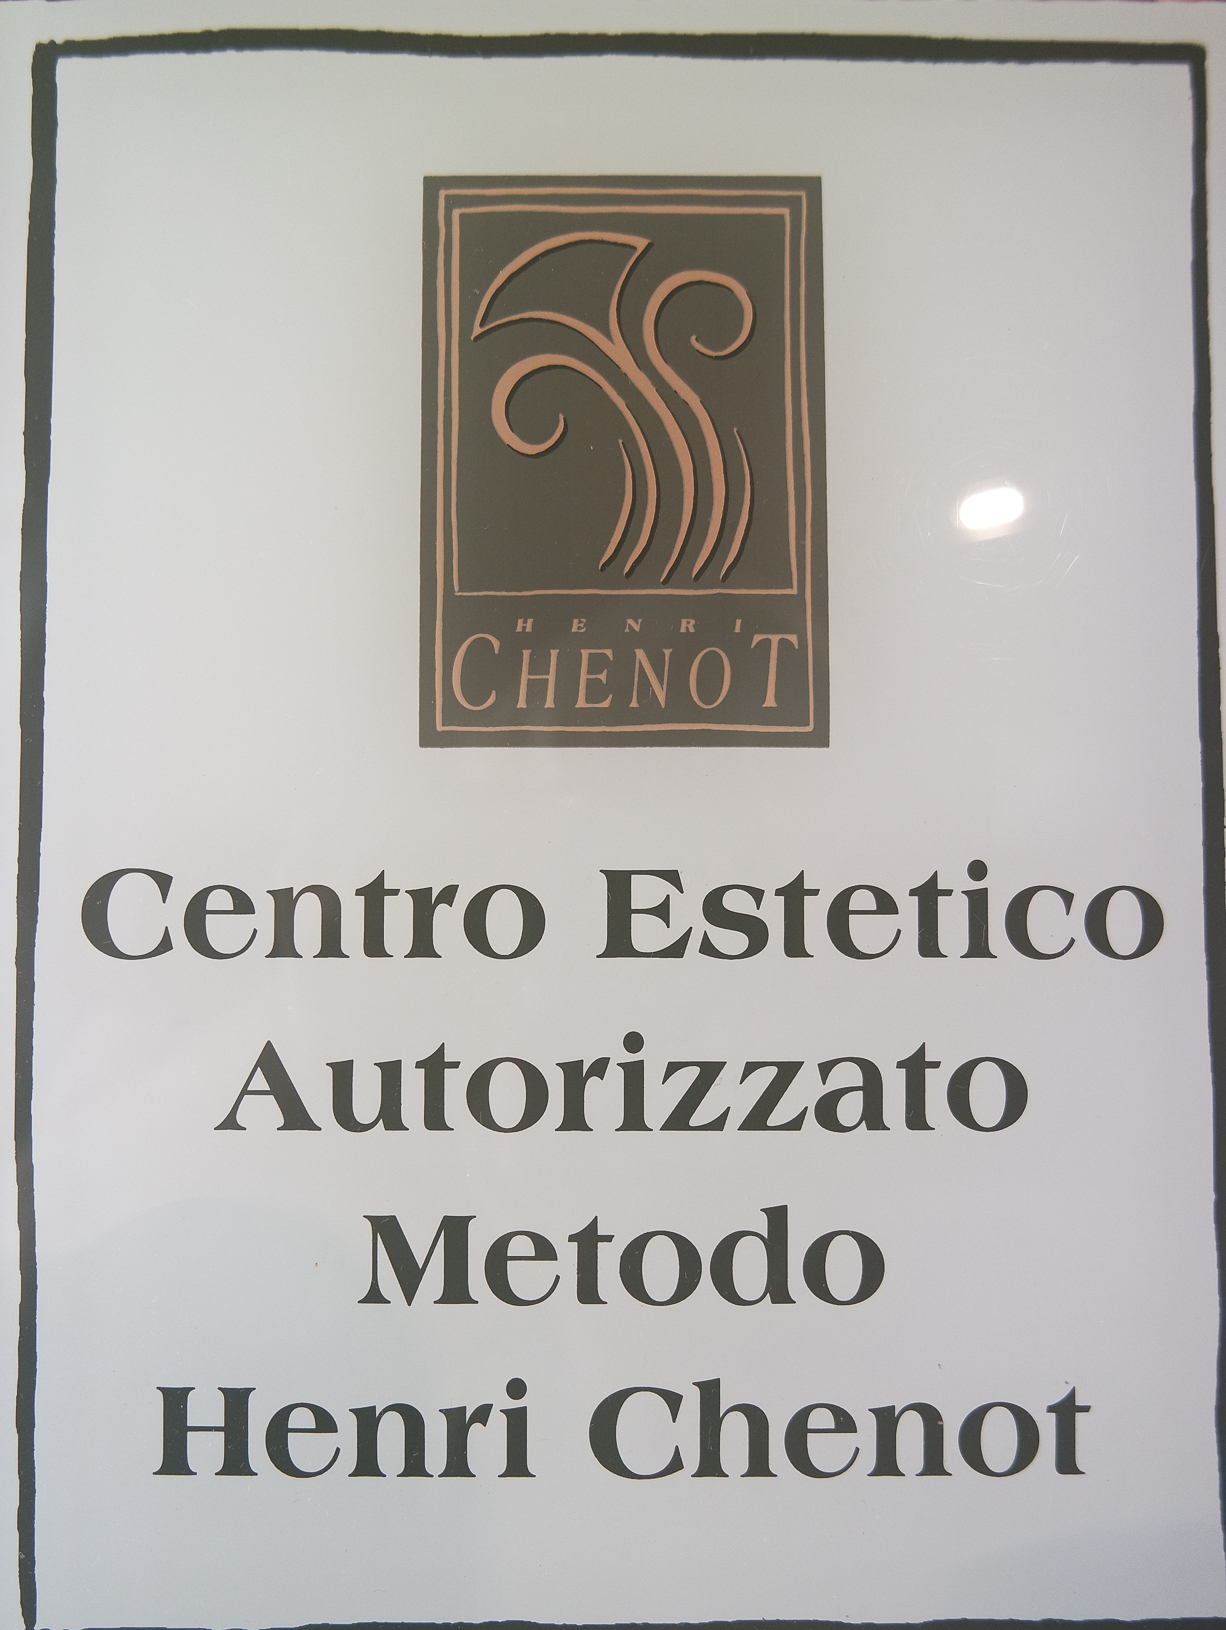 HENRI
CHENOT
Centro Estetico
Autorizzato
Metodo
Henri Chenot